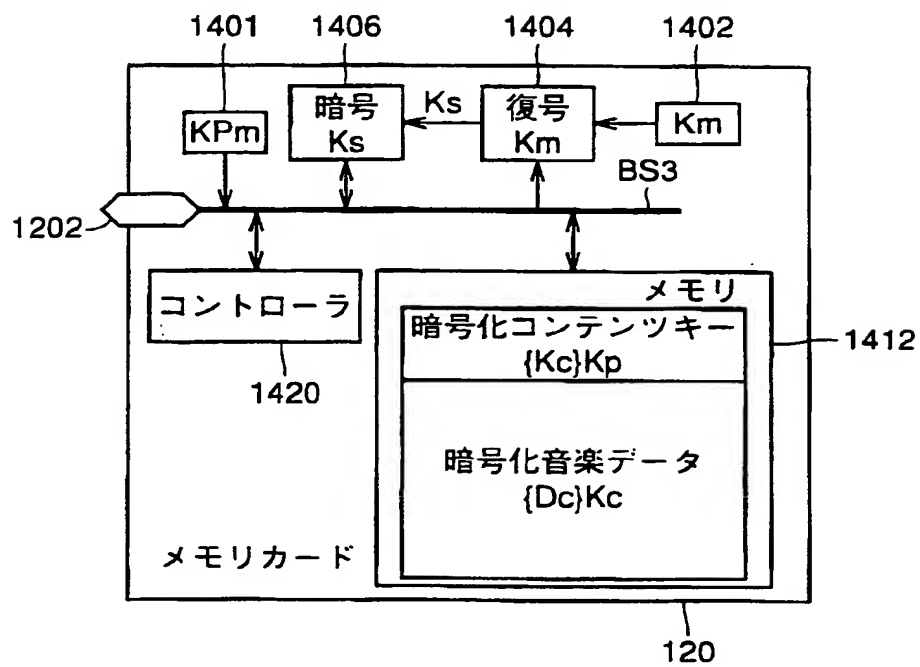 1401
1406
1404
1402
KPm
暗号
Ks
Ks
復号
Km
Km
BS3
1202
コントローラ
1420
メモリ
暗号化コンテンツキー
{Kc}Kp
1412
暗号化音楽データ
{Dc}Kc
メモリカード
120